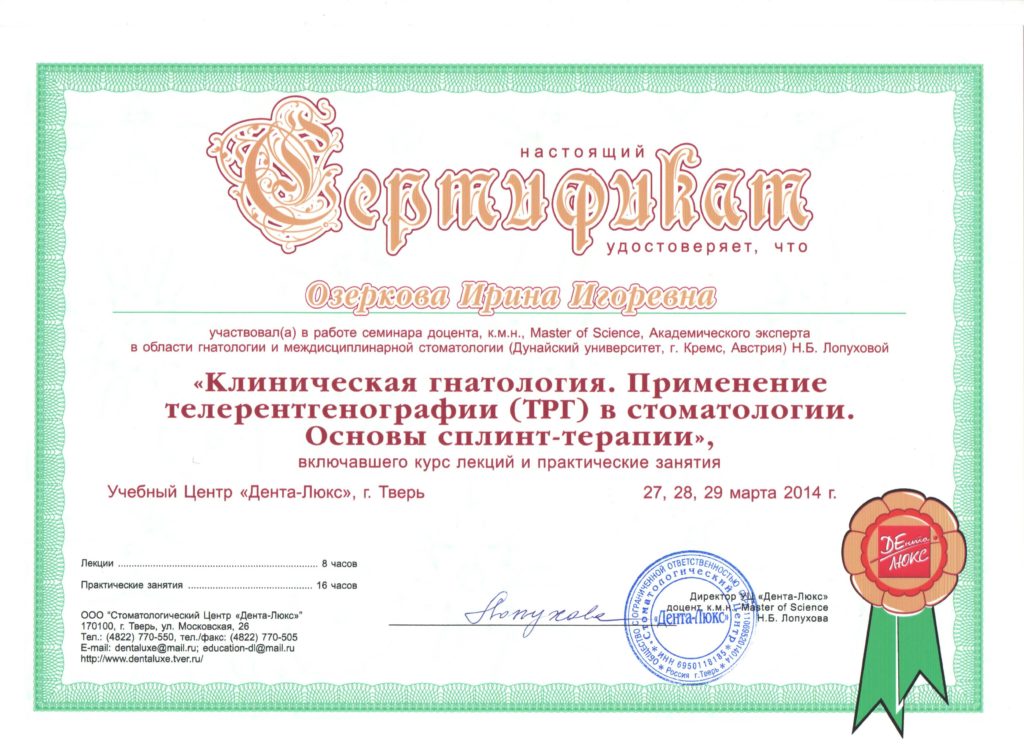 настоящий
Сертификат
удостоверяет, что
Озеркова Ирина Игоревна
участвовал(а) в работе семинара доцента, к.м.н., Master of Science, Академического эксперта
в области гнатологии и междисциплинарной стоматологии (Дунайский университет, г. Кремс, Австрия) Н.Б. Лопуховой
«Клиническая гнатология. Применение
телерентгенографии (ТРГ) в стоматологии.
Основы сплинт-терапии»,
включавшего курс лекций и практические занятия
Учебный Центр «Дента-Люкс», г. Тверь 27, 28, 29 марта 2014 г.
ДЕнта
ЛЮКС
Лекции .................................................................... 8 часов
Практические занятия .......................................... 16 часов
ООО "Стоматологический Центр «Дента-Люкс»"
170100, г. Тверь, ул. Московская, 26
Тел.: (4822) 770-550, тел./факс: (4822) 770-505
E-mail: dentaluxe@mail.ru; education-dl@mail.ru
http://www.dentaluxe.tver.ru/
Лопухова
Директор УЦ «Дента-Люкс»
доцент, к.м.н., Master of Science
Н.Б. Лопухова
ОБЩЕСТВО С ОГРАНИЧЕННОЙ ОТВЕТСТВЕННОСТЬЮ
Стоматологический центр
«Дента-Люкс»
ИНН 6950118185
Россия г.Тверь